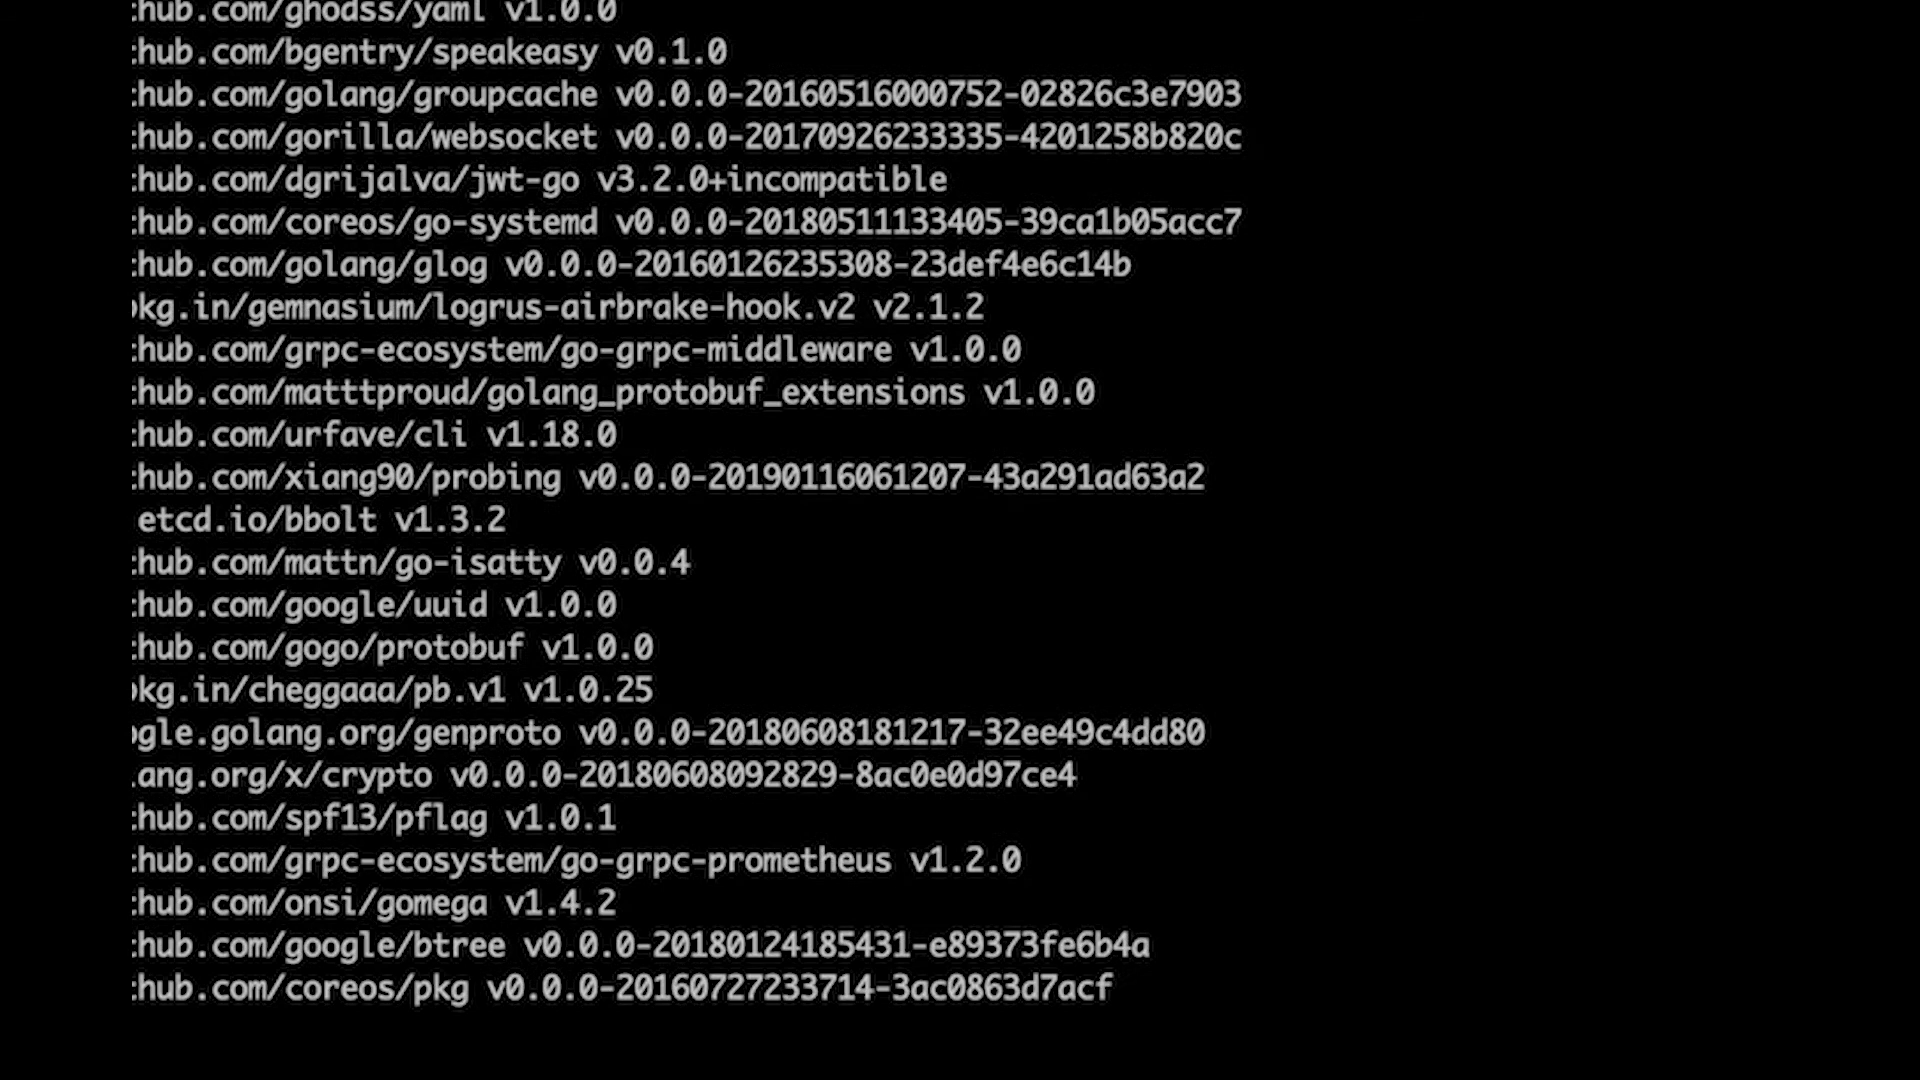 hub.com/ghodss/yaml v1.0.0
hub.com/bgentry/speakeasy v0.1.0
hub.com/golang/groupcache v0.0.0-20160516000752-02826c3e7903
hub.com/gorilla/websocket v0.0.0-20170926233335-4201258b820c
hub.com/dgrijalva/jwt-go v3.2.0+incompatible
hub.com/coreos/go-systemd v0.0.0-20180511133405-39ca1b05acc7
hub.com/golang/glog v0.0.0-20160126235308-23def4e6c14b
kg.in/gemnasium/logrus-airbrake-hook.v2 v2.1.2
hub.com/grpc-ecosystem/go-grpc-middleware v1.0.0
hub.com/matttproud/golang_protobuf_extensions v1.0.0
hub.com/urfave/cli v1.18.0
hub.com/xiang90/probing v0.0.0-20190116061207-43a291ad63a2
etcd.io/bbolt v1.3.2
hub.com/mattn/go-isatty v0.0.4
hub.com/google/uuid v1.0.0
hub.com/gogo/protobuf v1.0.0
kg.in/cheggaaa/pb.v1 v1.0.25
gle.golang.org/genproto v0.0.0-20180608181217-32ee49c4dd80
ang.org/x/crypto v0.0.0-20180608092829-8ac0e0d97ce4
hub.com/spf13/pflag v1.0.1
hub.com/grpc-ecosystem/go-grpc-prometheus v1.2.0
hub.com/onsi/gomega v1.4.2
hub.com/google/btree v0.0.0-20180124185431-e89373fe6b4a
hub.com/coreos/pkg v0.0.0-20160727233714-3ac0863d7acf